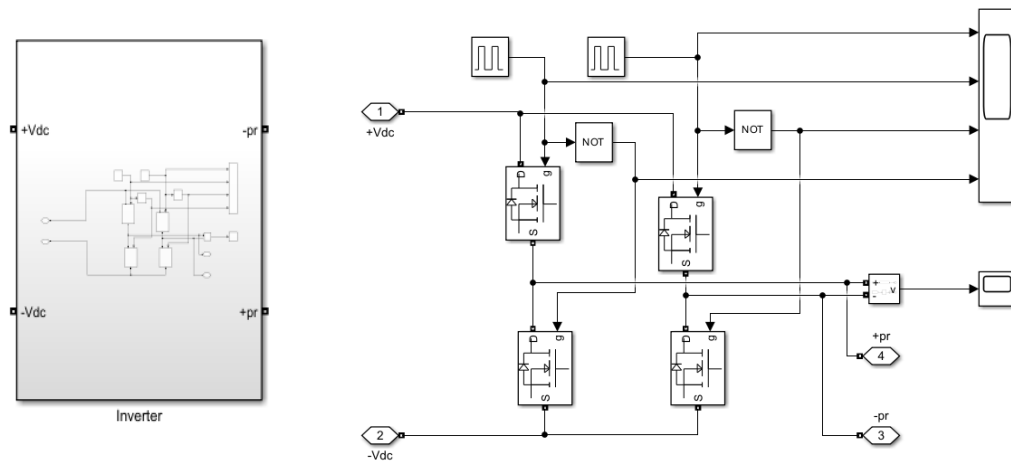 +Vdc
-pr
-Vdc
+pr
Inverter
1
+Vdc
NOT
NOT
D
g
S
D
g
S
+
-
v
D
g
S
D
g
S
+pr
4
2
-Vdc
-pr
3